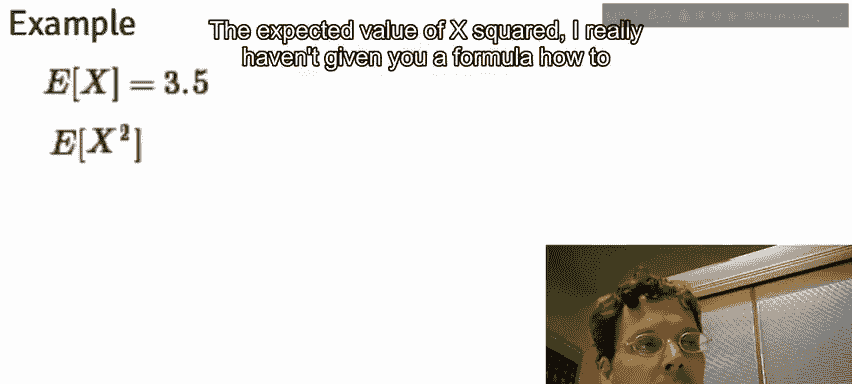 Example
The expected value of X squared, I really
haven't given you a formula how to
E[X] = 3.5
E[X²]